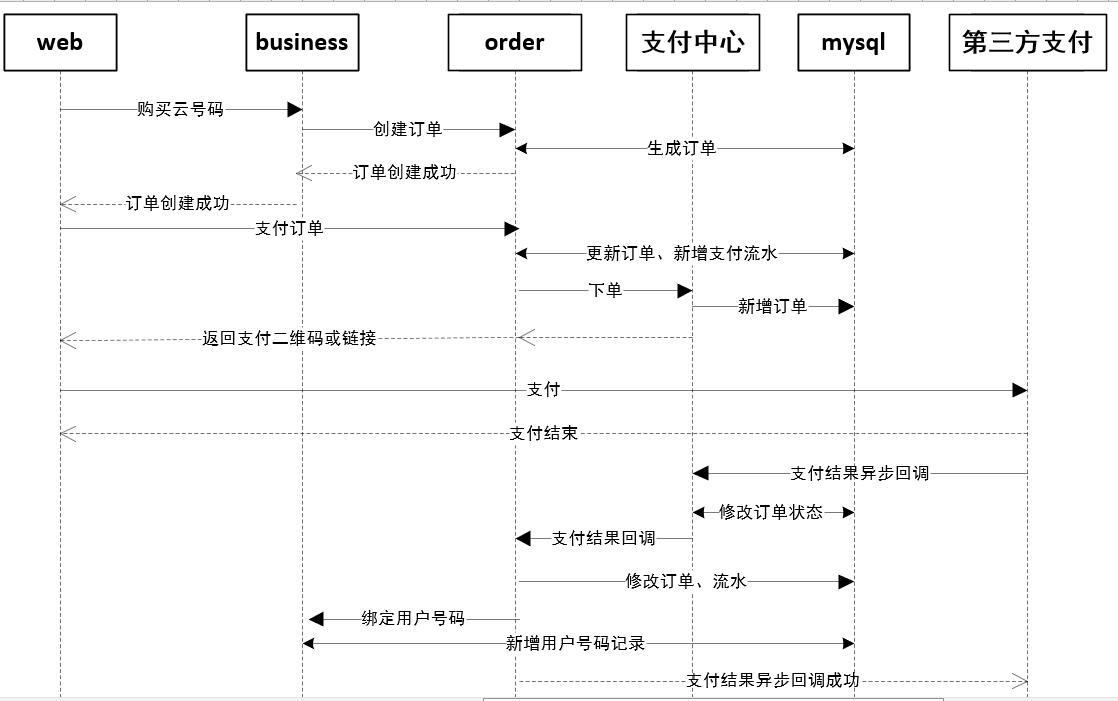 web
business
order
支付中心
mysql
第三方支付
购买云号码
创建订单
生成订单
订单创建成功
订单创建成功
支付订单
更新订单、新增支付流水
下单
新增订单
返回支付二维码或链接
支付
支付结束
支付结果异步回调
修改订单状态
支付结果回调
修改订单、流水
绑定用户号码
新增用户号码记录
支付结果异步回调成功